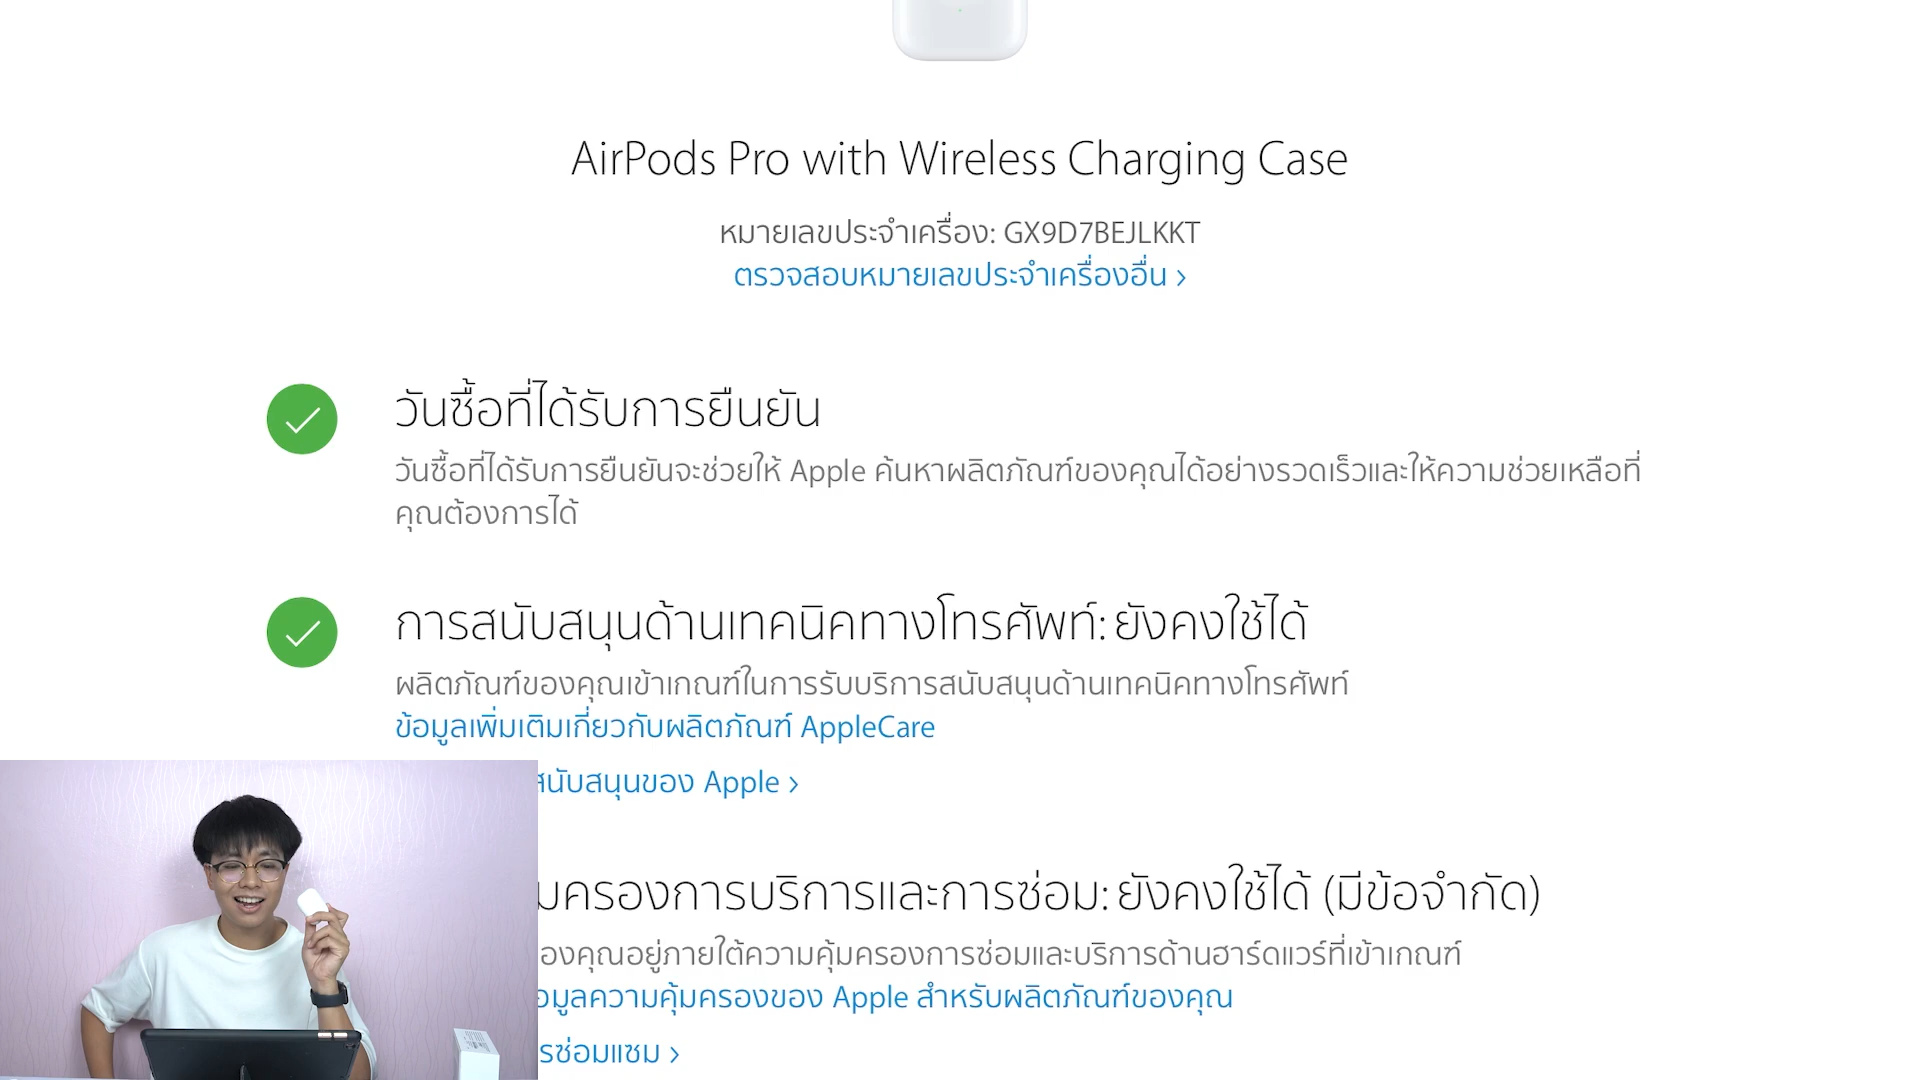 AirPods Pro with Wireless Charging Case
หมายเลขประจำเครื่อง: GX9D7BEJLKKT
ตรวจสอบหมายเลขประจำเครื่องอื่น ›
วันซื้อที่ได้รับการยืนยัน
วันซื้อที่ได้รับการยืนยันจะช่วยให้ Apple ค้นหาผลิตภัณฑ์ของคุณได้อย่างรวดเร็วและให้ความช่วยเหลือที่
คุณต้องการได้
การสนับสนุนด้านเทคนิคทางโทรศัพท์: ยังคงใช้ได้
ผลิตภัณฑ์ของคุณเข้าเกณฑ์ในการรับบริการสนับสนุนด้านเทคนิคทางโทรศัพท์
ข้อมูลเพิ่มเติมเกี่ยวกับผลิตภัณฑ์ AppleCare
สนับสนุนของ Apple ›
มครองการบริการและการซ่อม: ยังคงใช้ได้ (มีข้อจำกัด)
องคุณอยู่ภายใต้ความคุ้มครองการซ่อมและบริการด้านฮาร์ดแวร์ที่เข้าเกณฑ์
อมูลความคุ้มครองของ Apple สำหรับผลิตภัณฑ์ของคุณ
รซ่อมแซม ›